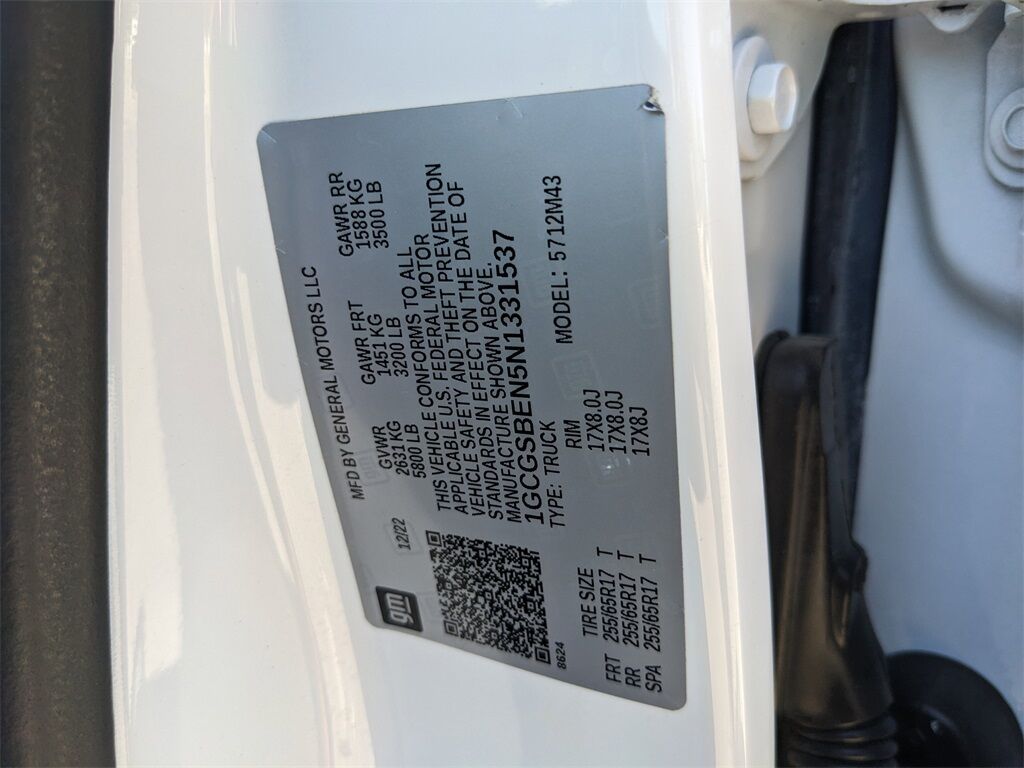 gm
12/22
MFD BY GENERAL MOTORS LLC
GVWR GAWR FRT GAWR RR
2631 KG 1451 KG 1588 KG
5800 LB 3200 LB 3500 LB
THIS VEHICLE CONFORMS TO ALL
APPLICABLE U.S. FEDERAL MOTOR
VEHICLE SAFETY AND THEFT PREVENTION
STANDARDS IN EFFECT ON THE DATE OF
MANUFACTURE SHOWN ABOVE.
1GCGSBEN5N1331537
TYPE: TRUCK MODEL: 5712M43
8624
TIRE SIZE RIM
FRT 255/65R17 T 17X8.0J
RR 255/65R17 T 17X8.0J
SPA 255/65R17 T 17X8J